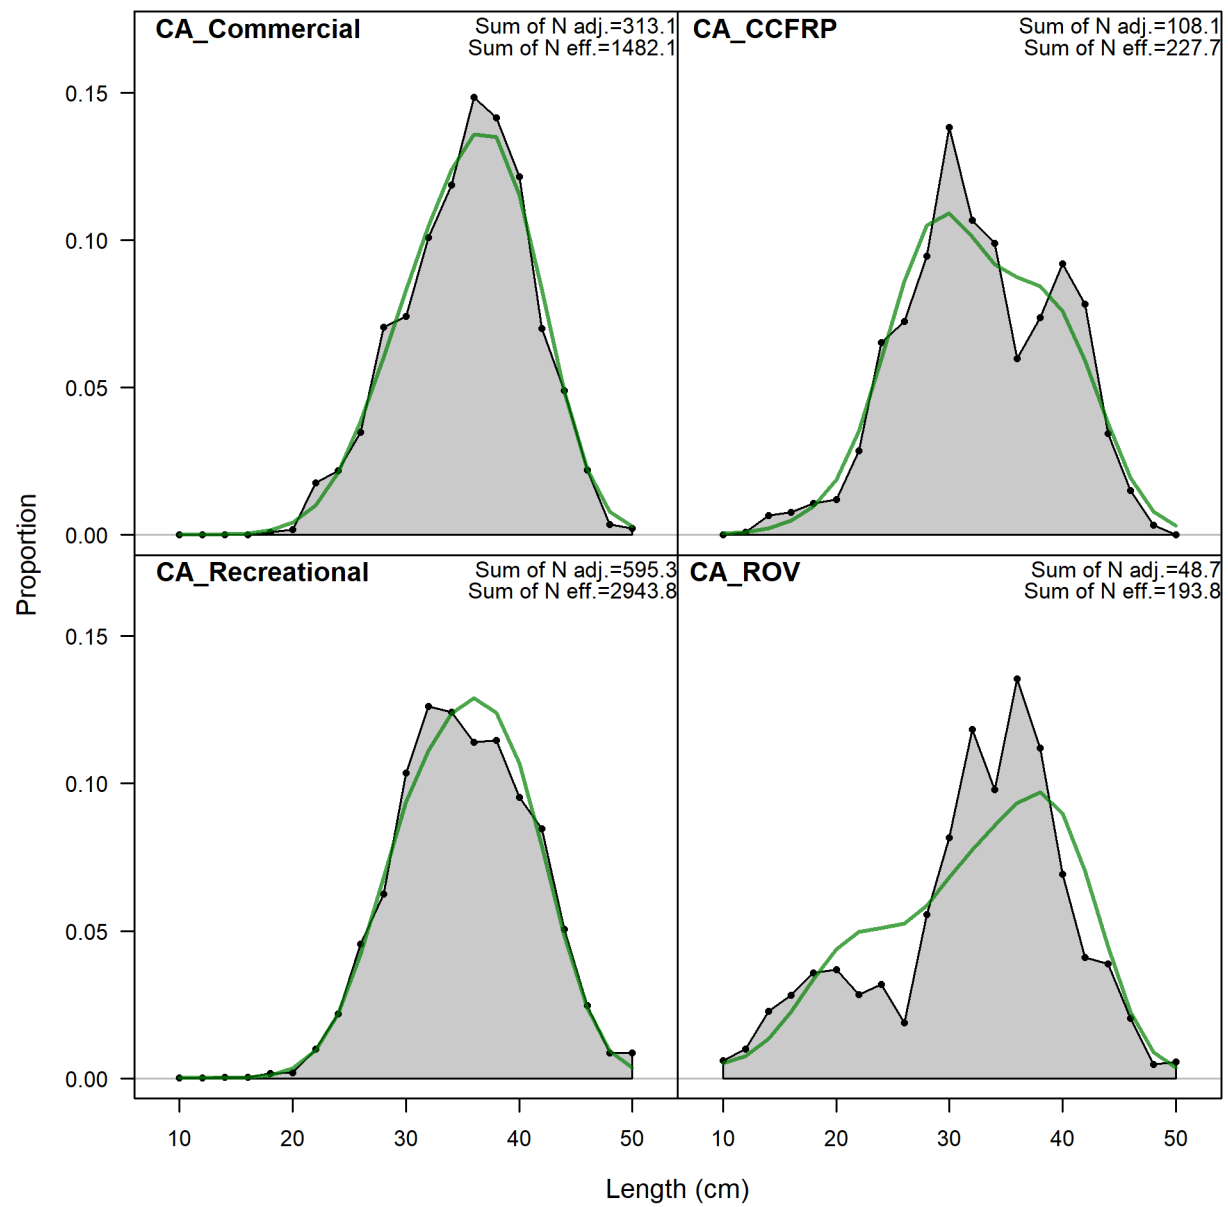 CA_Commercial
Sum of N adj.=313.1
Sum of N eff.=1482.1
CA_CCFRP
Sum of N adj.=108.1
Sum of N eff.=227.7
0.15
0.10
0.05
0.00
CA_Recreational
Sum of N adj.=595.3
Sum of N eff.=2943.8
CA_ROV
Sum of N adj.=48.7
Sum of N eff.=193.8
0.15
0.10
0.05
0.00
Proportion
10 20 30 40 50
10 20 30 40 50
Length (cm)